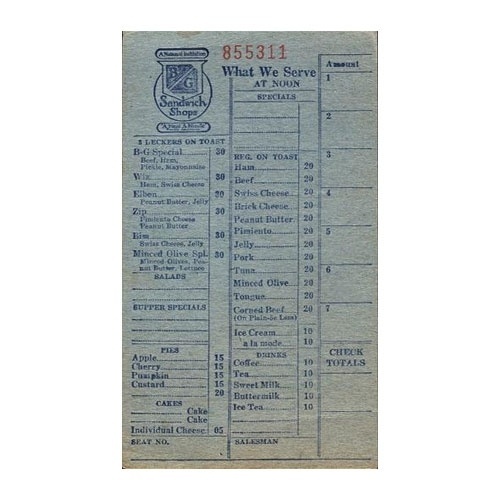 A National Institution
B/G
Sandwich
Shops
855311
What We Serve
AT NOON
SPECIALS
Amount
1
2
3
4
5
6
7
CHECK
TOTALS
3 DECKERS ON TOAST
B-G Special 30
Beef, Ham,
Pickle, Mayonnaise
Wiz 30
Ham, Swiss Cheese
Elben 30
Peanut Butter, Jelly
Zip 30
Pimiento Cheese
Peanut Butter
Bim 30
Swiss Cheese, Jelly
Minced Olive Spl. 30
Minced Olives, Pea-
nut Butter, Lettuce
SALADS
SUPPER SPECIALS
PIES
Apple 15
Cherry 15
Pumpkin 15
Custard 15
20
CAKES
Cake
Cake
Individual Cheese 05
SEAT NO.
REG. ON TOAST
Ham 20
Beef 20
Swiss Cheese 20
Brick Cheese 20
Peanut Butter 20
Pimiento 20
Jelly 20
Pork 20
Tuna 20
Minced Olive 20
Tongue 20
Corned Beef 20
(On Plain-5c Less)
Ice Cream 10
a la mode 10
DRINKS
Coffee 10
Tea 10
Sweet Milk 10
Buttermilk 10
Ice Tea 10
SALESMAN